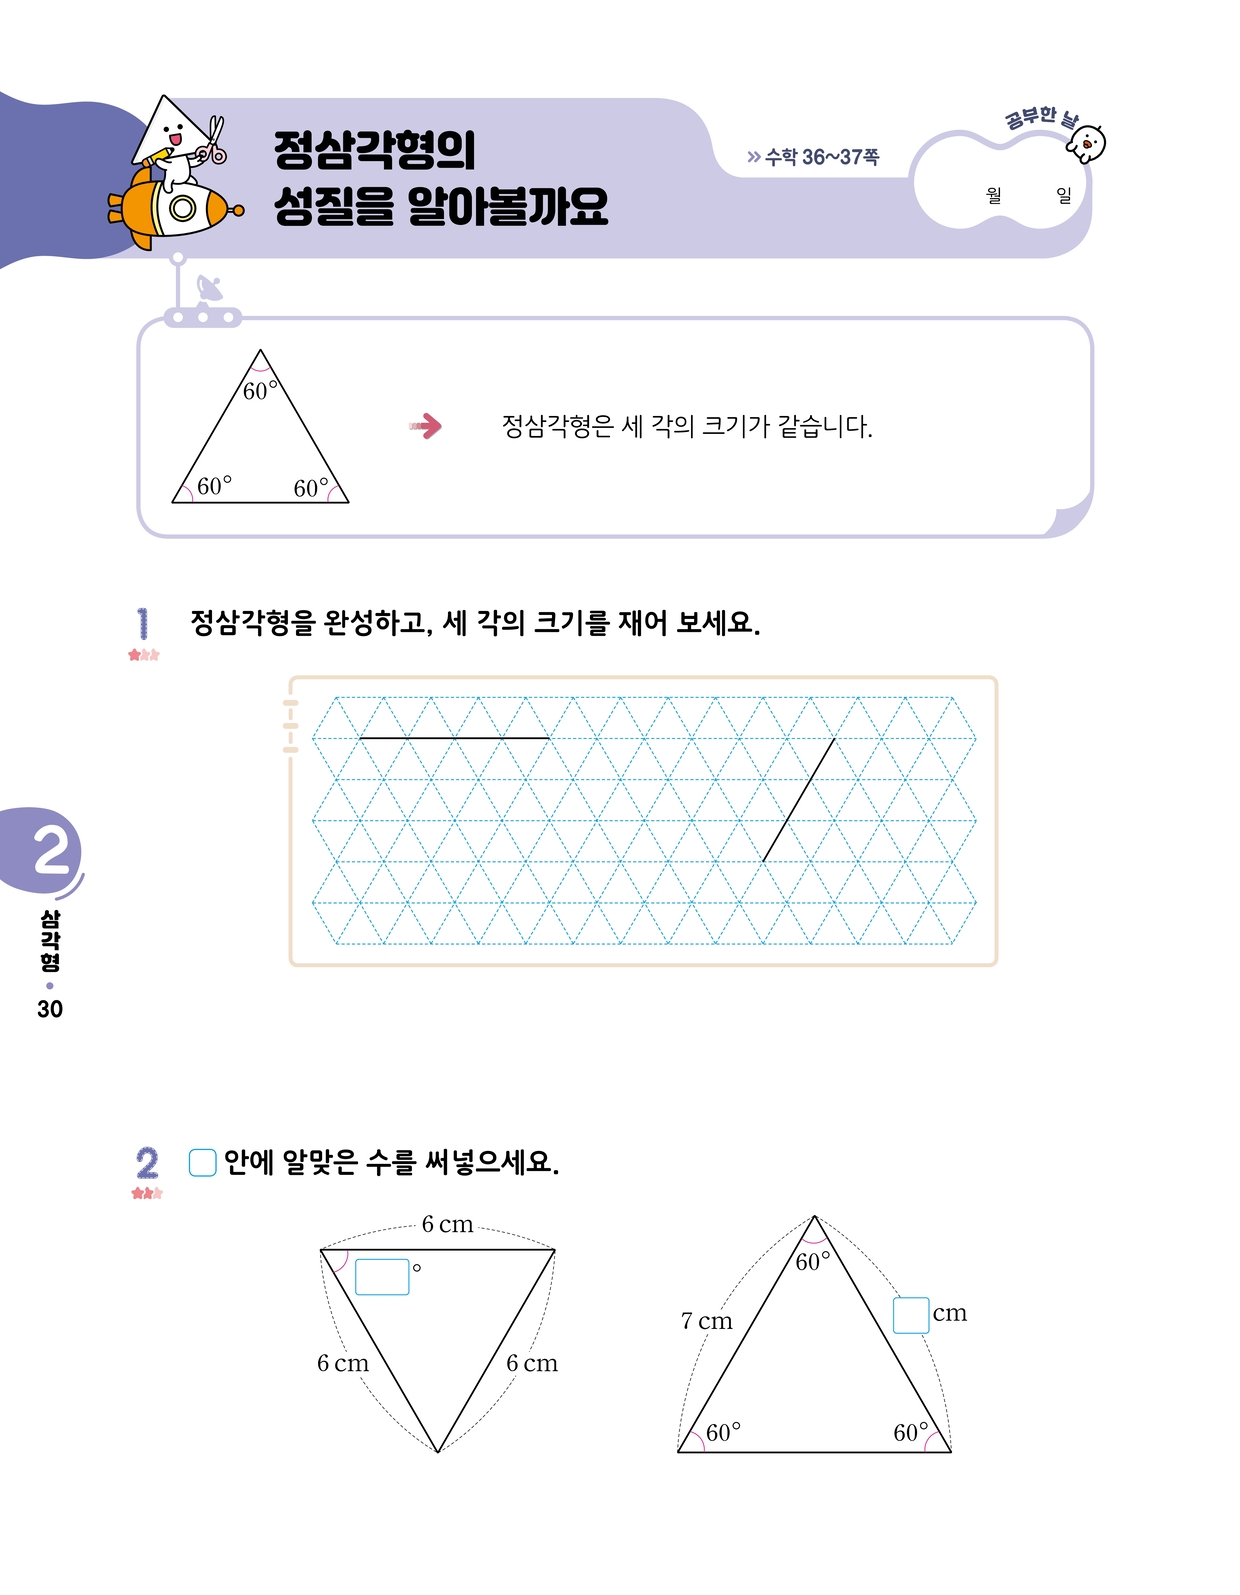 정삼각형의
성질을 알아볼까요
» 수학 36~37쪽
공부한 날
월 일
60°
60° 60°
정삼각형은 세 각의 크기가 같습니다.
1 정삼각형을 완성하고, 세 각의 크기를 재어 보세요.
2
삼각형
30
2 안에 알맞은 수를 써넣으세요.
6 cm
°
6 cm 6 cm
60°
7 cm cm
60° 60°